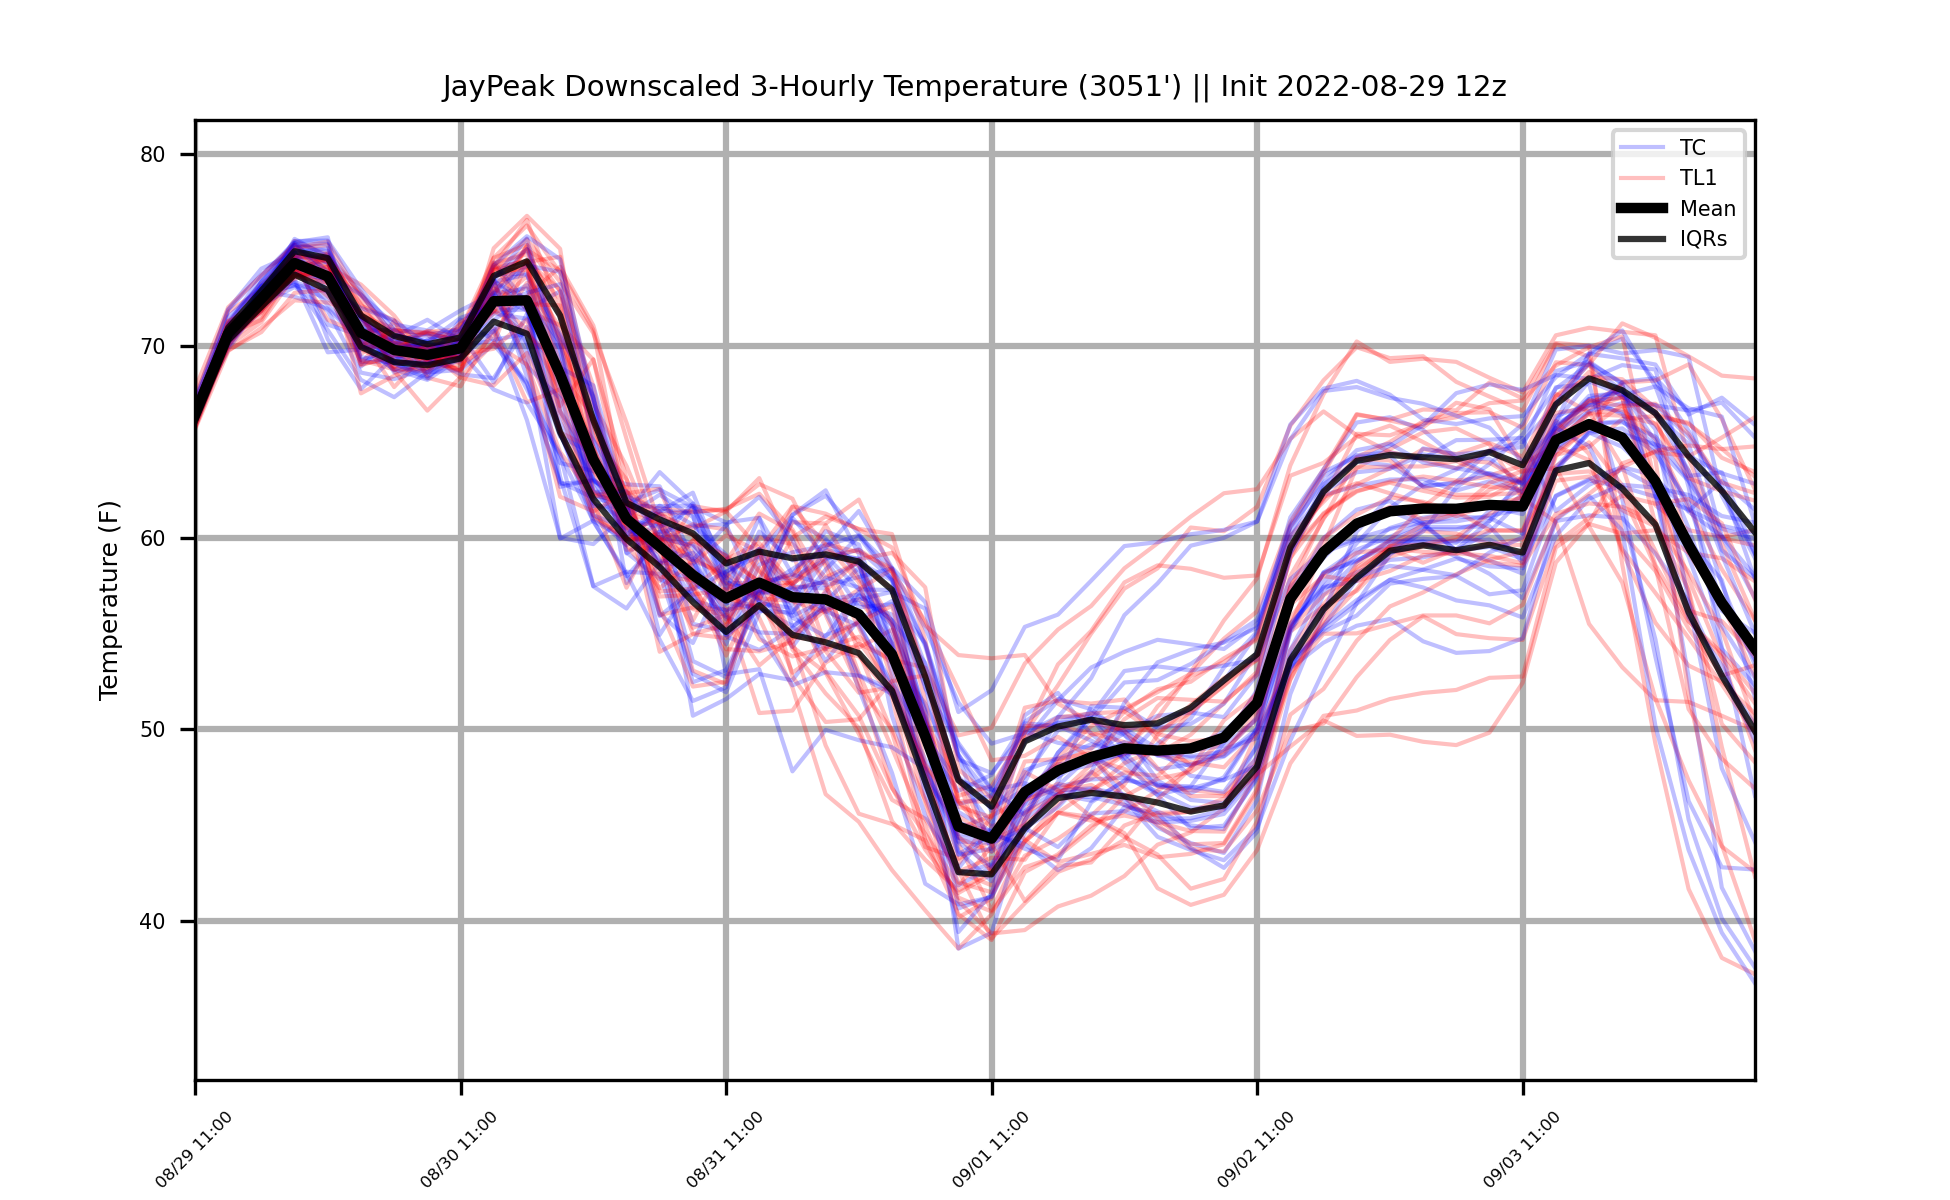 JayPeak Downscaled 3-Hourly Temperature (3051') || Init 2022-08-29 12z
TC
TL1
Mean
IQRs
Temperature (F)
80
70
60
50
40
08/29 11:00
08/30 11:00
08/31 11:00
09/01 11:00
09/02 11:00
09/03 11:00